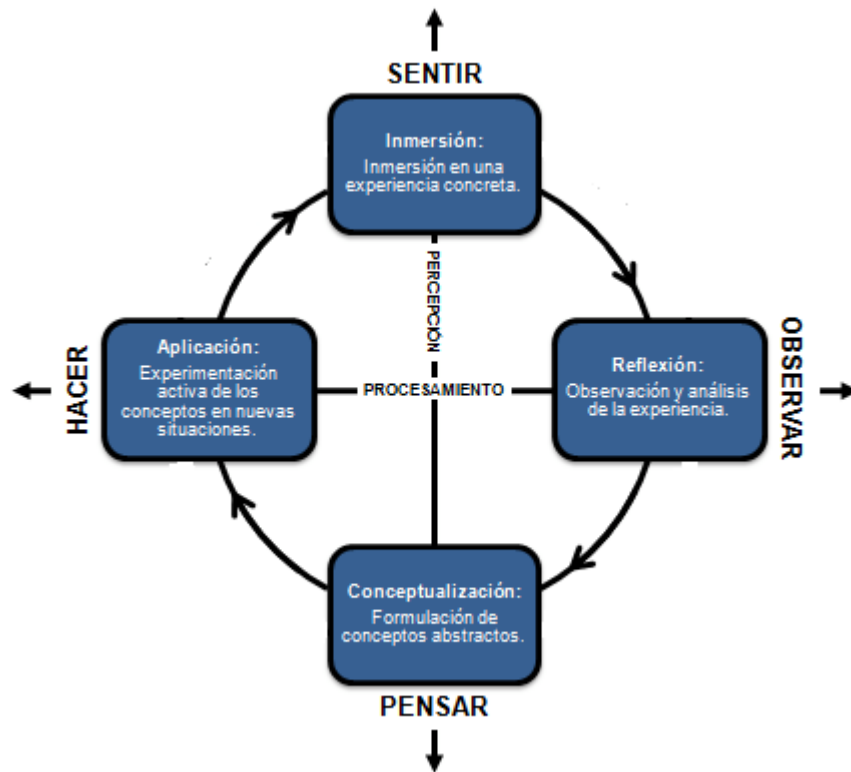 SENTIR
Inmersión:
Inmersión en una
experiencia concreta.
PERCEPCIÓN
HACER
Aplicación:
Experimentación
activa de los
conceptos en nuevas
situaciones.
PROCESAMIENTO
Reflexión:
Observación y análisis
de la experiencia.
OBSERVAR
Conceptualización:
Formulación de
conceptos abstractos.
PENSAR